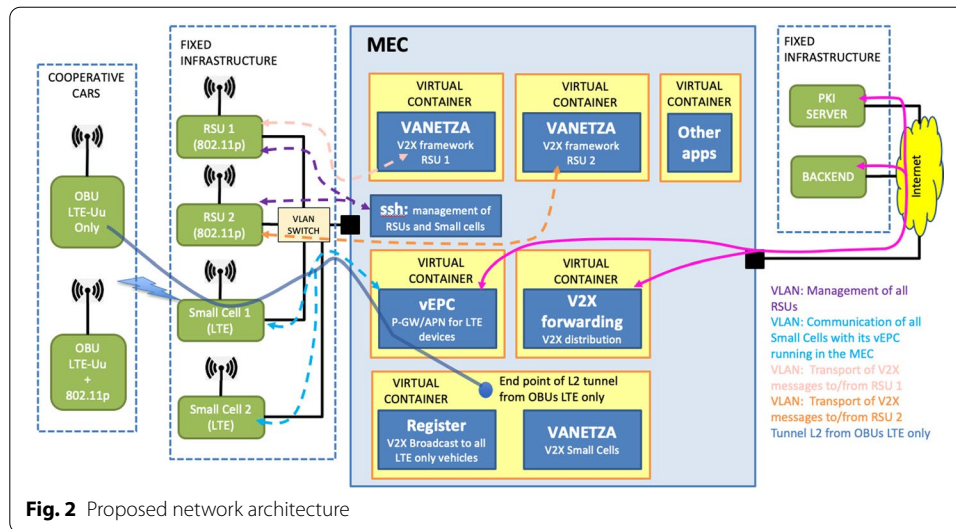 COOPERATIVE
CARS
OBU
LTE-Uu
Only
OBU
LTE-Uu
+
802.11p
FIXED
INFRASTRUCTURE
RSU 1
(802.11p)
RSU 2
(802.11p)
VLAN
SWITCH
Small Cell 1
(LTE)
Small Cell 2
(LTE)
MEC
VIRTUAL
CONTAINER
VANETZA
V2X framework
RSU 1
VIRTUAL
CONTAINER
VANETZA
V2X framework
RSU 2
VIRTUAL
CONTAINER
Other
apps
ssh: management of
RSUs and Small cells
VIRTUAL
CONTAINER
vEPC
P-GW/APN for LTE
devices
VIRTUAL
CONTAINER
V2X
forwarding
V2X distribution
VIRTUAL
CONTAINER
End point of L2 tunnel
from OBUs LTE only
Register
V2X Broadcast to all
LTE only vehicles
VANETZA
V2X Small Cells
FIXED
INFRASTRUCTURE
PKI
SERVER
BACKEND
Internet
VLAN: Management of all
RSUs
VLAN: Communication of all
Small Cells with its vEPC
running in the MEC
VLAN: Transport of V2X
messages to/from RSU 1
VLAN: Transport of V2X
messages to/from RSU 2
Tunnel L2 from OBUs LTE only
Fig. 2 Proposed network architecture